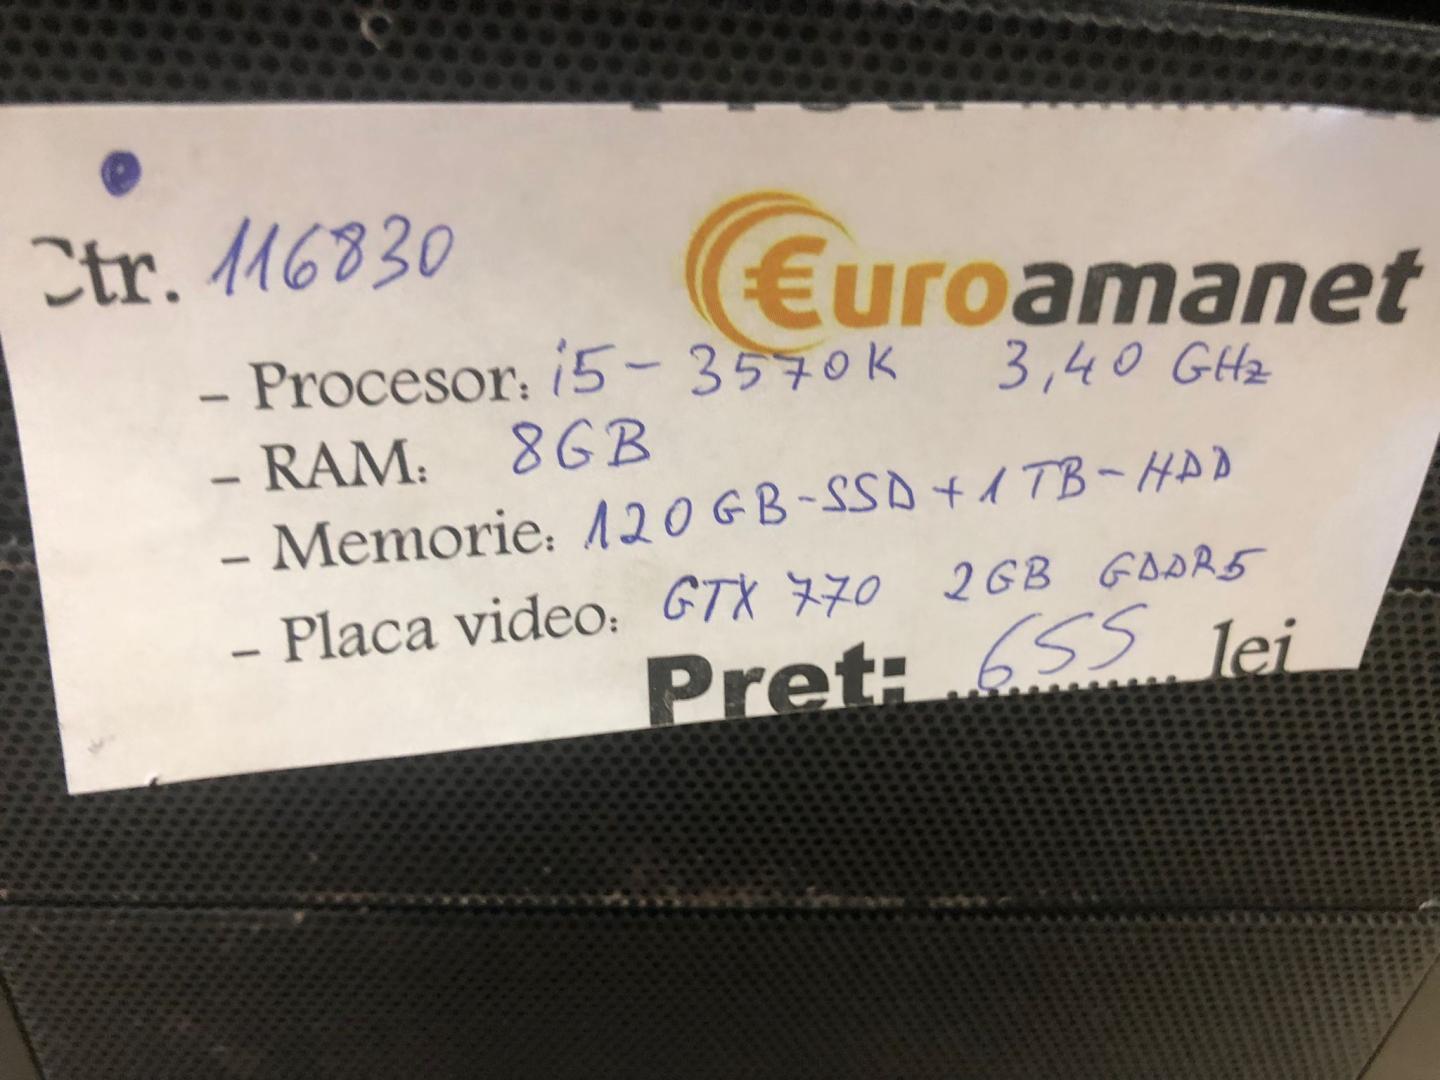 Ctr. 116830
€uroamanet
- Procesor: i5 - 3570K 3,40 GHz
- RAM: 8GB
- Memorie: 120GB-SSD + 1TB-HDD
- Placa video: GTX 770 2GB GDDR5
Pret: 655 lei